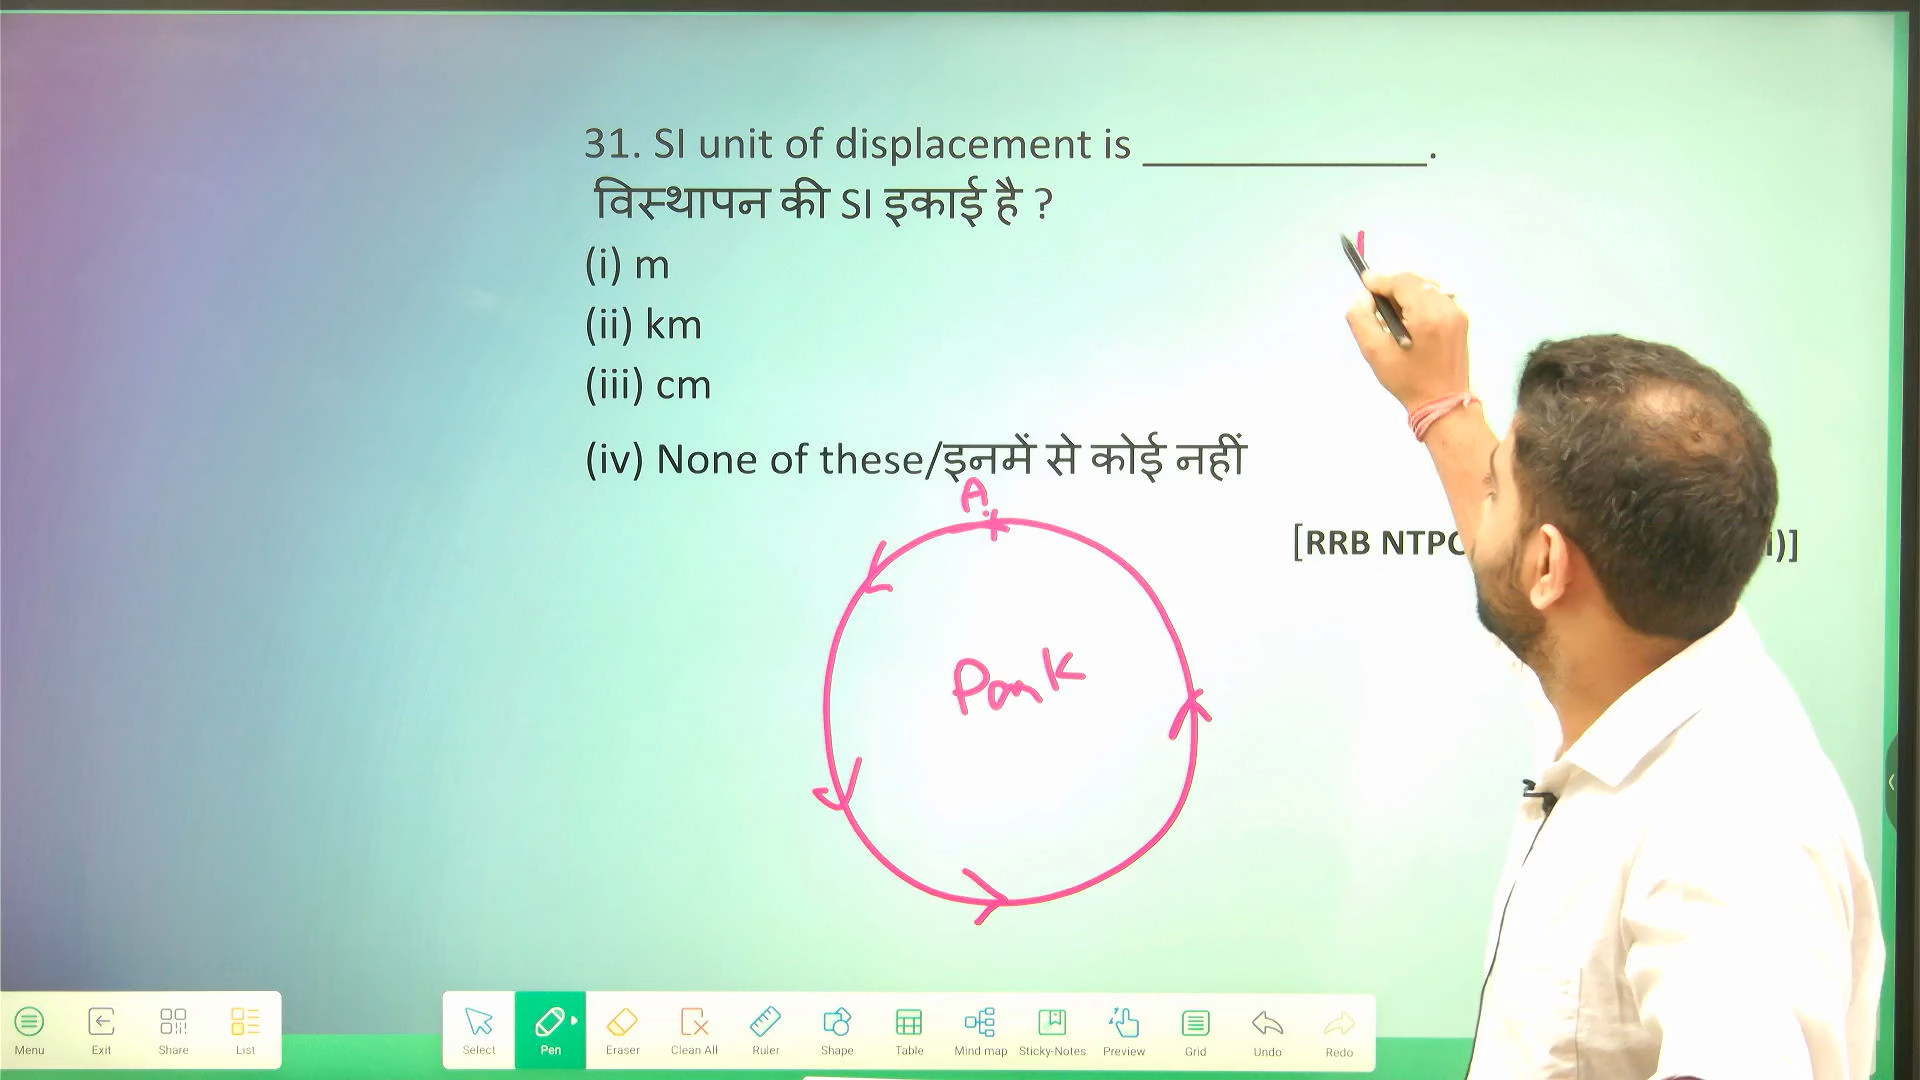 31. SI unit of displacement is ____________.
विस्थापन की SI इकाई है ?
(i) m
(ii) km
(iii) cm
(iv) None of these/इनमें से कोई नहीं
A
[RRB NTPC )]
Park
Menu Exit Share List Select Pen Eraser Clean All Ruler Shape Table Mind map Sticky-Notes Preview Grid Undo Redo